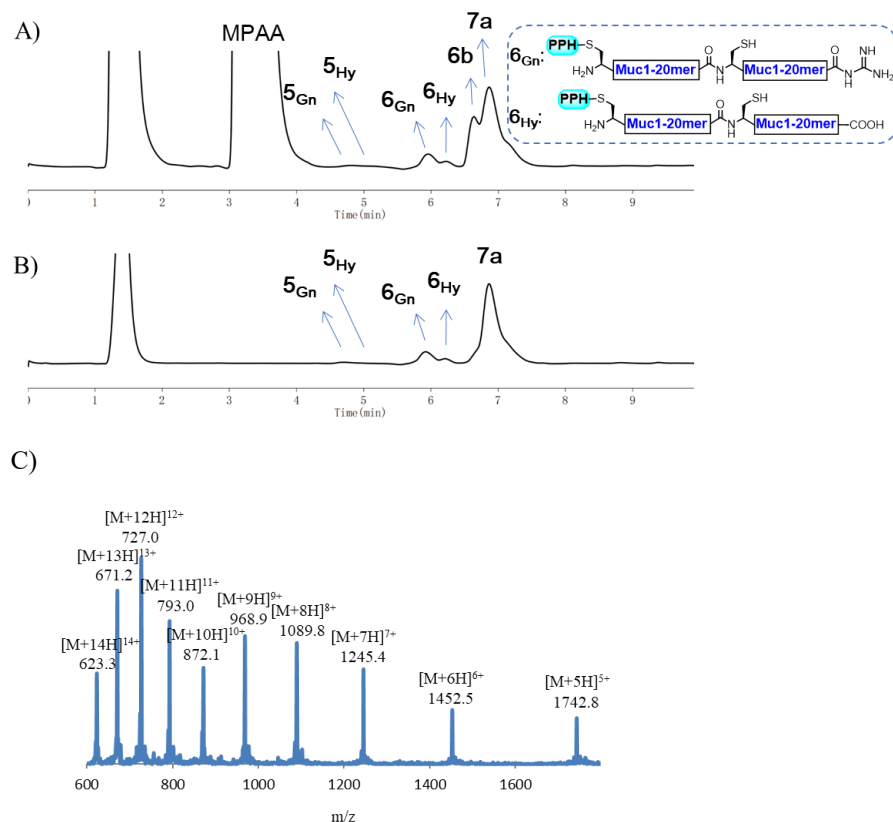 A)
MPAA
5Gn
5Hy
6Gn
6Hy
6b
7a
6Gn:
PPH
S
H2N
Muc1-20mer
O
N
H
SH
Muc1-20mer
O
N
H
NH
NH2
6Hy:
PPH
S
H2N
Muc1-20mer
O
N
H
SH
Muc1-20mer
COOH
0 1 2 3 4 5 6 7 8 9
Time(min)
B)
5Gn
5Hy
6Gn
6Hy
7a
0 1 2 3 4 5 6 7 8 9
Time(min)
C)
[M+14H]14+
623.3
[M+13H]13+
671.2
[M+12H]12+
727.0
[M+11H]11+
793.0
[M+10H]10+
872.1
[M+9H]9+
968.9
[M+8H]8+
1089.8
[M+7H]7+
1245.4
[M+6H]6+
1452.5
[M+5H]5+
1742.8
600 800 1000 1200 1400 1600
m/z